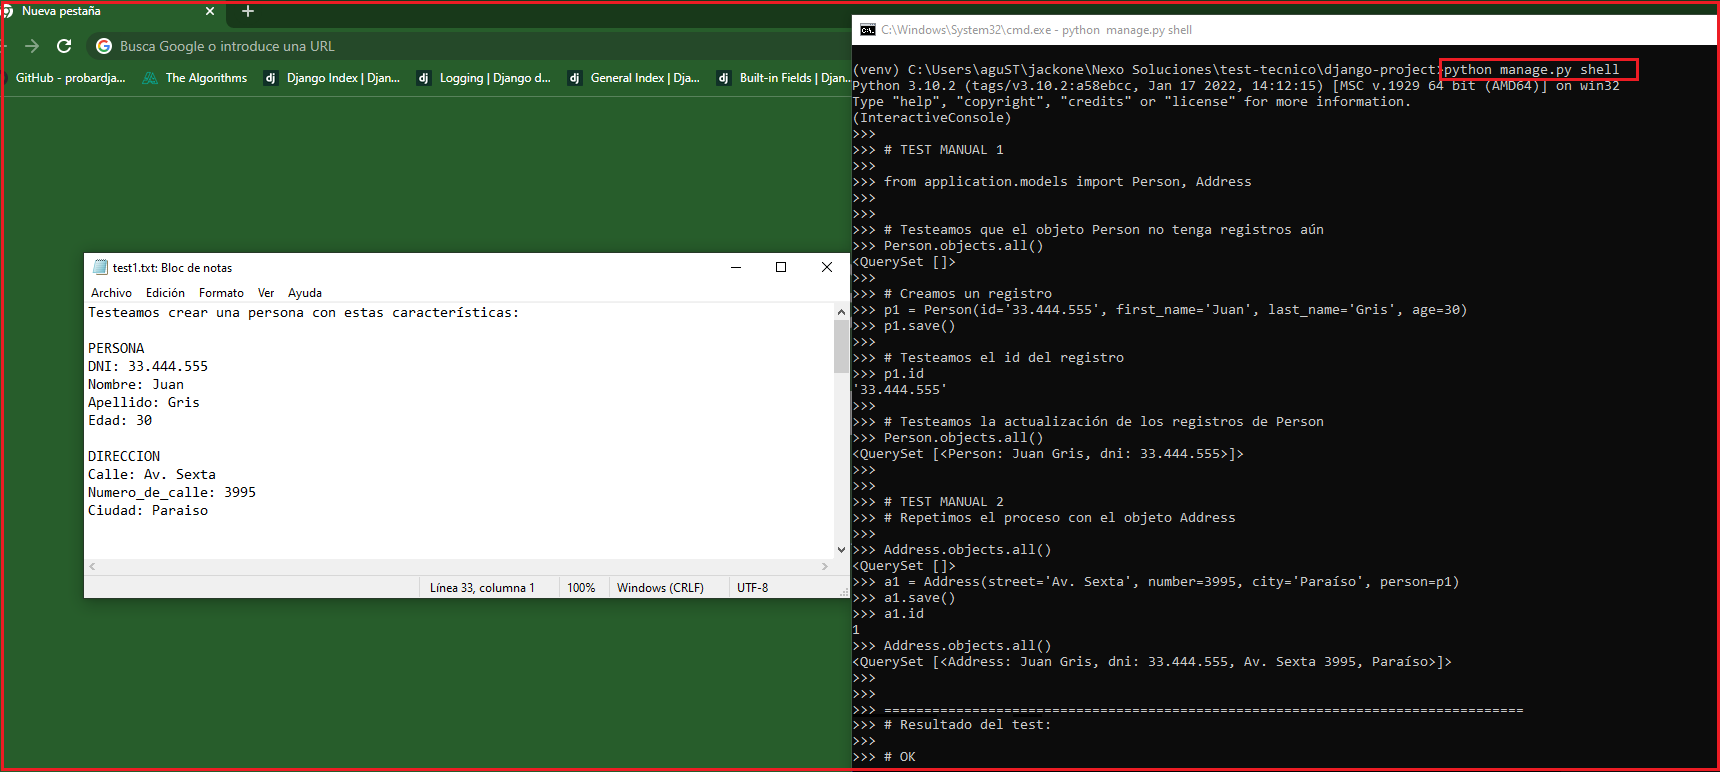 Nueva pestaña
Busca Google o introduce una URL
GitHub - probardja...
The Algorithms
Django Index | Djan...
Logging | Django d...
General Index | Djan...
Built-in Fields | Djan...
test1.txt: Bloc de notas
Archivo Edición Formato Ver Ayuda
Testeamos crear una persona con estas características:
PERSONA
DNI: 33.444.555
Nombre: Juan
Apellido: Gris
Edad: 30
DIRECCION
Calle: Av. Sexta
Numero_de_calle: 3995
Ciudad: Paraiso
Línea 33, columna 1 100% Windows (CRLF) UTF-8
C:\Windows\System32\cmd.exe - python  manage.py shell
(venv) C:\Users\aguST\jackone\Nexo Soluciones\test-tecnico\django-project>python manage.py shell
Python 3.10.2 (tags/v3.10.2:a58ebcc, Jan 17 2022, 14:12:15) [MSC v.1929 64 bit (AMD64)] on win32
Type "help", "copyright", "credits" or "license" for more information.
(InteractiveConsole)
>>>
>>> # TEST MANUAL 1
>>>
>>> from application.models import Person, Address
>>>
>>>
>>> # Testeamos que el objeto Person no tenga registros aún
>>> Person.objects.all()
<QuerySet []>
>>>
>>> # Creamos un registro
>>> p1 = Person(id='33.444.555', first_name='Juan', last_name='Gris', age=30)
>>> p1.save()
>>>
>>> # Testeamos el id del registro
>>> p1.id
'33.444.555'
>>>
>>> # Testeamos la actualización de los registros de Person
>>> Person.objects.all()
<QuerySet [<Person: Juan Gris, dni: 33.444.555>]>
>>>
>>>
>>> # TEST MANUAL 2
>>> # Repetimos el proceso con el objeto Address
>>>
>>> Address.objects.all()
<QuerySet []>
>>> a1 = Address(street='Av. Sexta', number=3995, city='Paraíso', person=p1)
>>> a1.save()
>>> a1.id
1
>>> Address.objects.all()
<QuerySet [<Address: Juan Gris, dni: 33.444.555, Av. Sexta 3995, Paraíso>]>
>>>
>>>
>>> ================================================================================
>>> # Resultado del test:
>>>
>>> # OK